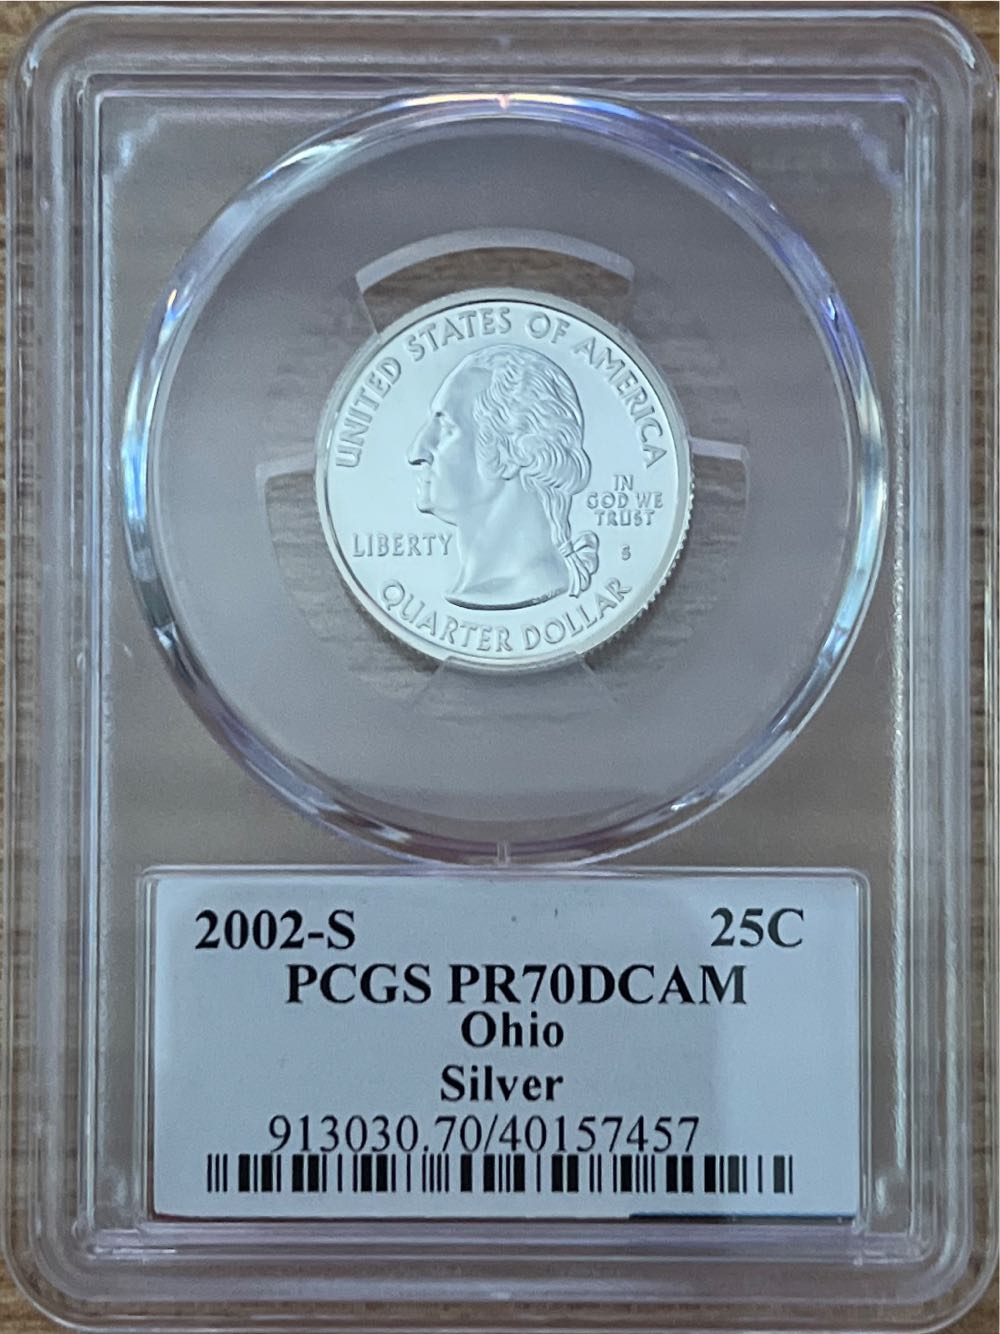 UNITED STATES OF AMERICA
IN
GOD WE
TRUST
LIBERTY
S
QUARTER DOLLAR
2002-S 25C
PCGS PR70DCAM
Ohio
Silver
913030.70/40157457